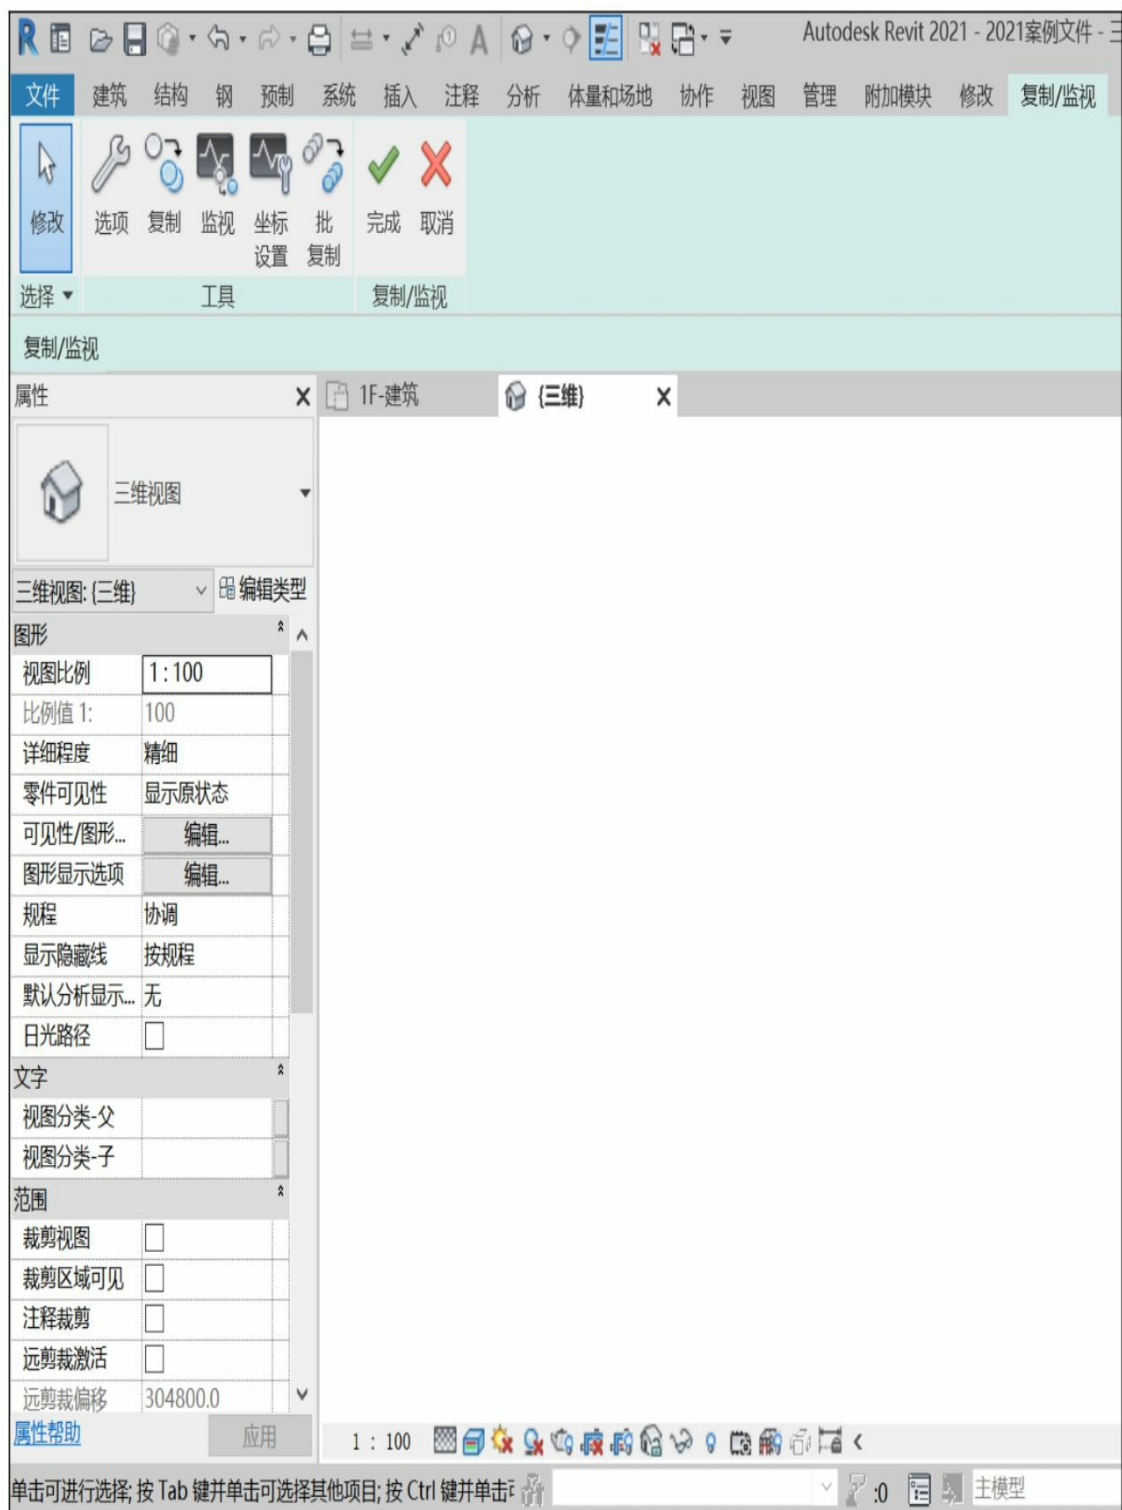 Autodesk Revit 2021 - 2021案例文件 - 三
文件 建筑 结构 钢 预制 系统 插入 注释 分析 体量和场地 协作 视图 管理 附加模块 修改 复制/监视
修改 选项 复制 监视 坐标 批 完成 取消
设置 复制
选择 工具 复制/监视
复制/监视
属性 1F-建筑 {三维}
三维视图
三维视图: {三维} 编辑类型
图形
视图比例 1 : 100
比例值 1: 100
详细程度 精细
零件可见性 显示原状态
可见性/图形... 编辑...
图形显示选项 编辑...
规程 协调
显示隐藏线 按规程
默认分析显示... 无
日光路径
文字
视图分类-父
视图分类-子
范围
裁剪视图
裁剪区域可见
注释裁剪
远剪裁激活
远剪裁偏移 304800.0
属性帮助 应用 1 : 100
单击可进行选择; 按 Tab 键并单击可选择其他项目; 按 Ctrl 键并单击 :0 主模型